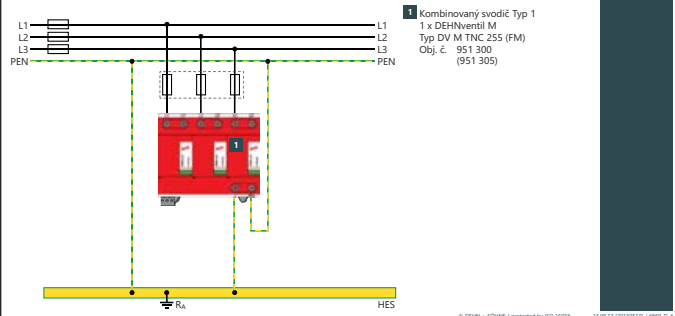 L1
L2
L3
PEN
L1
L2
L3
PEN
1 Kombinovaný svodič Typ 1
1 x DEHNventil M
Typ DV M TNC 255 (FM)
Obj. č. 951 300
(951 305)
1
RA
HES